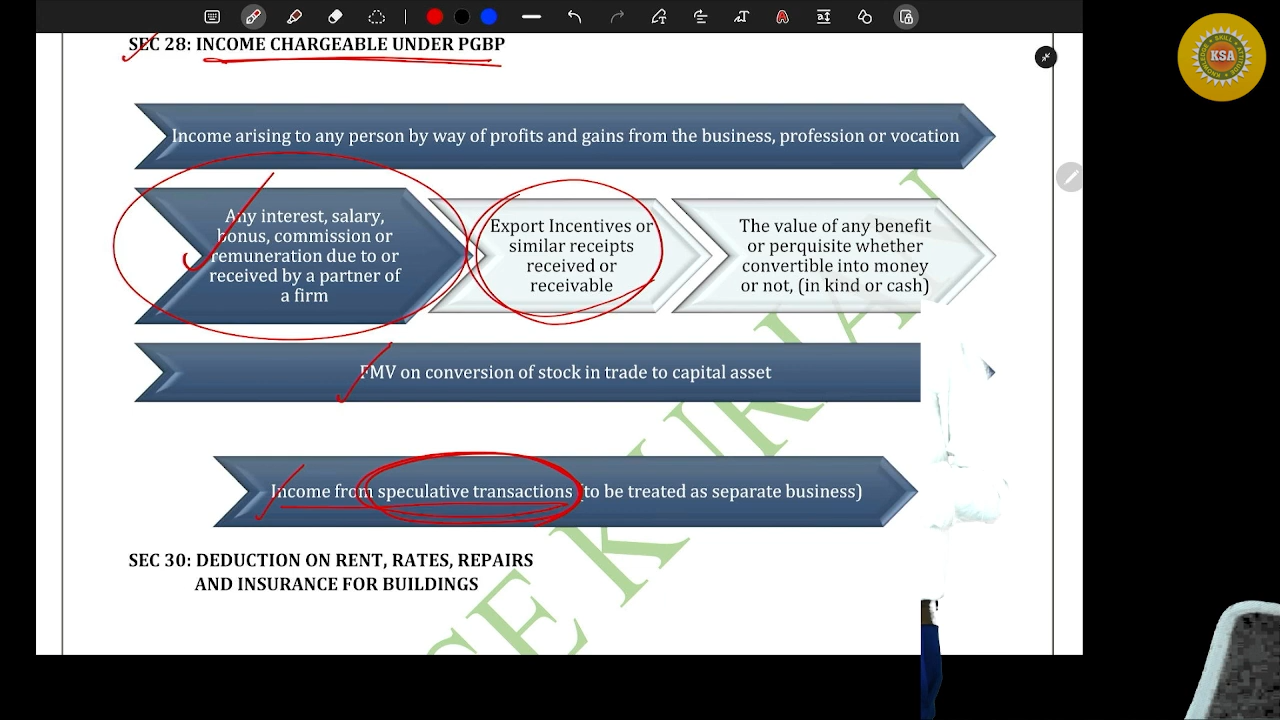 SEC 28: INCOME CHARGEABLE UNDER PGBP
Income arising to any person by way of profits and gains from the business, profession or vocation
Any interest, salary,
bonus, commission or
remuneration due to or
received by a partner of
a firm
Export Incentives or
similar receipts
received or
receivable
The value of any benefit
or perquisite whether
convertible into money
or not, (in kind or cash)
FMV on conversion of stock in trade to capital asset
Income from speculative transactions (to be treated as separate business)
SEC 30: DEDUCTION ON RENT, RATES, REPAIRS
AND INSURANCE FOR BUILDINGS
CE KURIAN
KSA
KNOWLEDGE
SKILL
ATTITUDE